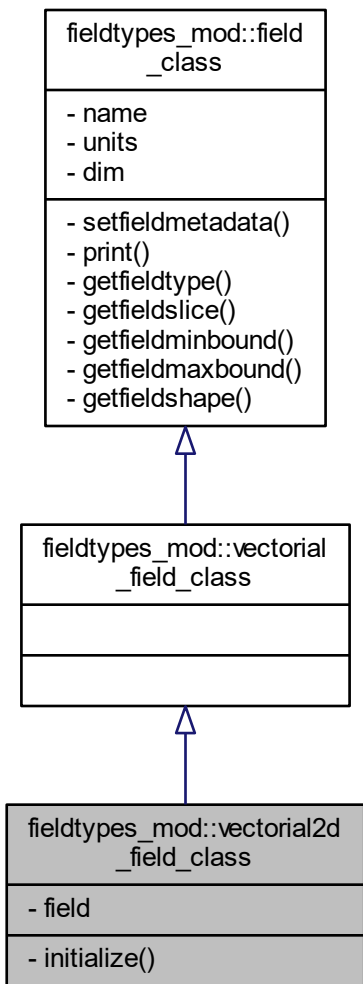 fieldtypes_mod::field
_class
- name
- units
- dim
- setfieldmetadata()
- print()
- getfieldtype()
- getfieldslice()
- getfieldminbound()
- getfieldmaxbound()
- getfieldshape()
fieldtypes_mod::vectorial
_field_class
fieldtypes_mod::vectorial2d
_field_class
- field
- initialize()